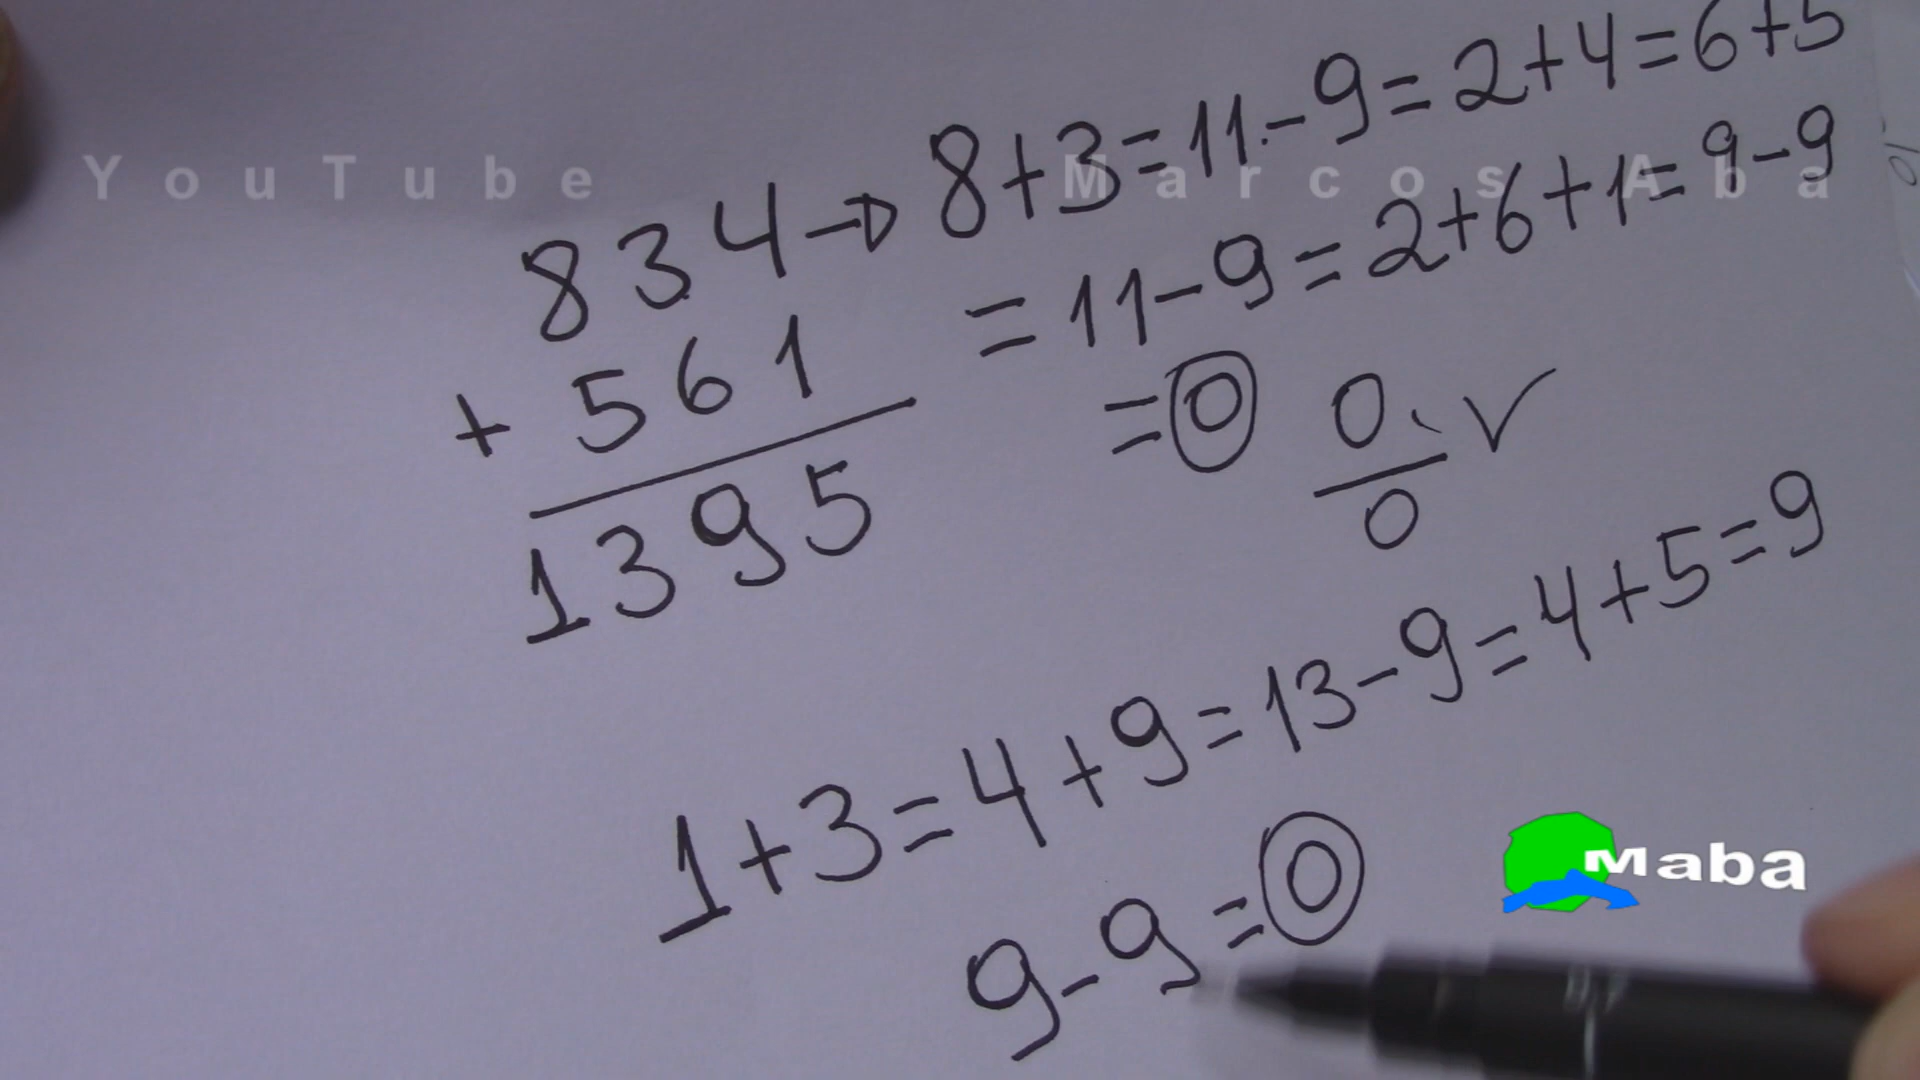 YouTube Marcos Aba
834 → 8+3=11-9=2+4=6+5
+ 561 =11-9=2+6+1=9-9
1395 =0 0 ✓
0
1+3=4+9=13-9=4+5=9
9-9=0
Maba